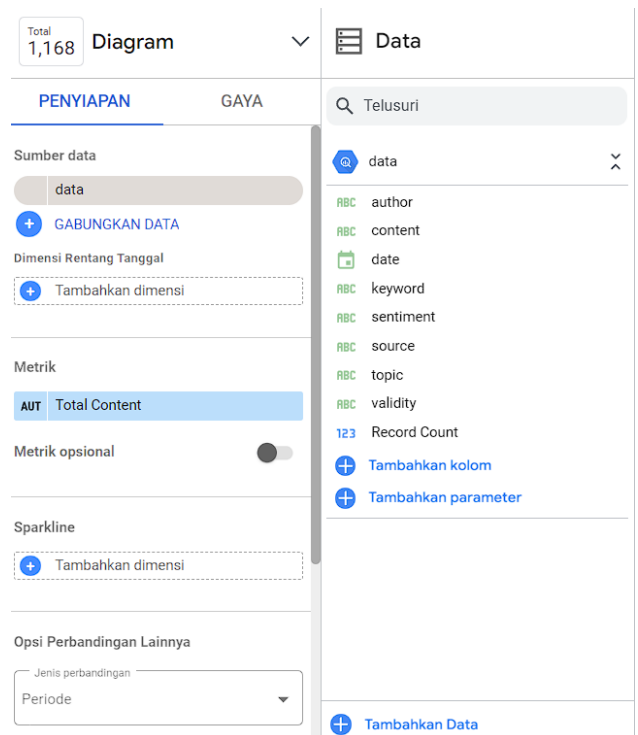 Total
1,168
Diagram
PENYIAPAN
GAYA
Sumber data
data
GABUNGKAN DATA
Dimensi Rentang Tanggal
Tambahkan dimensi
Metrik
AUT Total Content
Metrik opsional
Sparkline
Tambahkan dimensi
Opsi Perbandingan Lainnya
Jenis perbandingan
Periode
Data
Telusuri
data
ABC author
ABC content
date
ABC keyword
ABC sentiment
ABC source
ABC topic
ABC validity
123 Record Count
Tambahkan kolom
Tambahkan parameter
Tambahkan Data